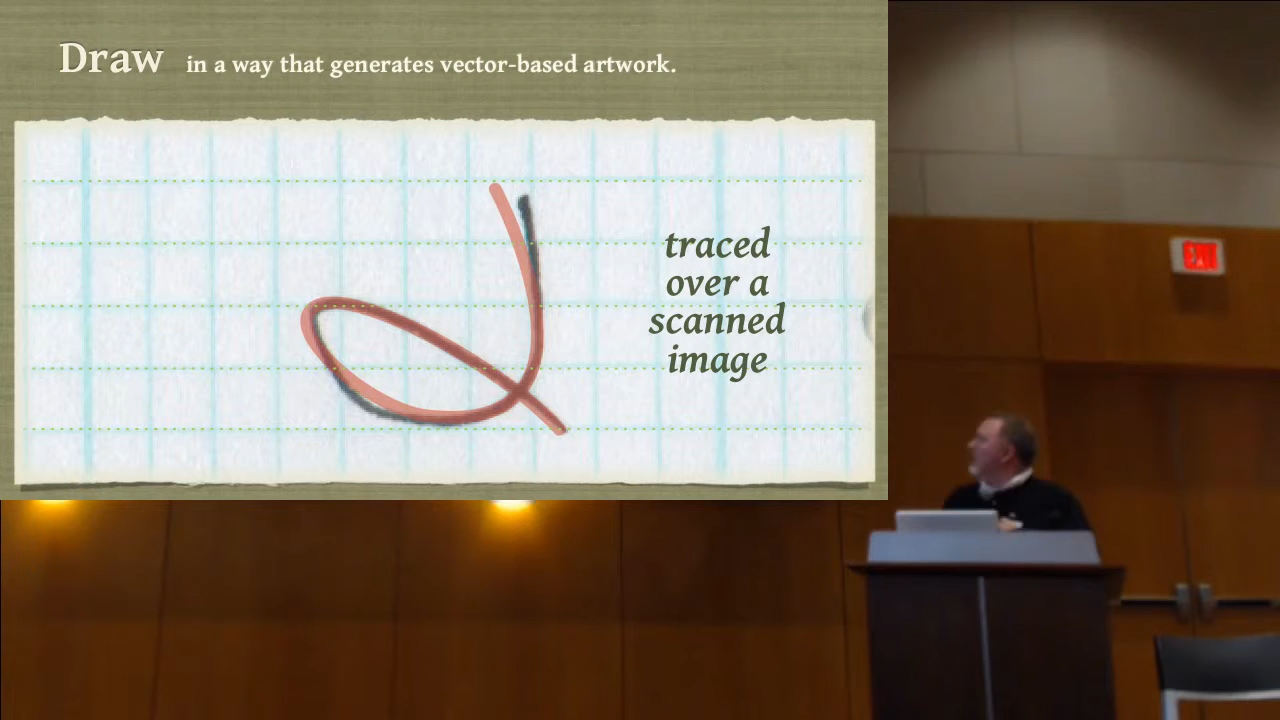 Draw in a way that generates vector-based artwork.
traced
over a
scanned
image
EXIT